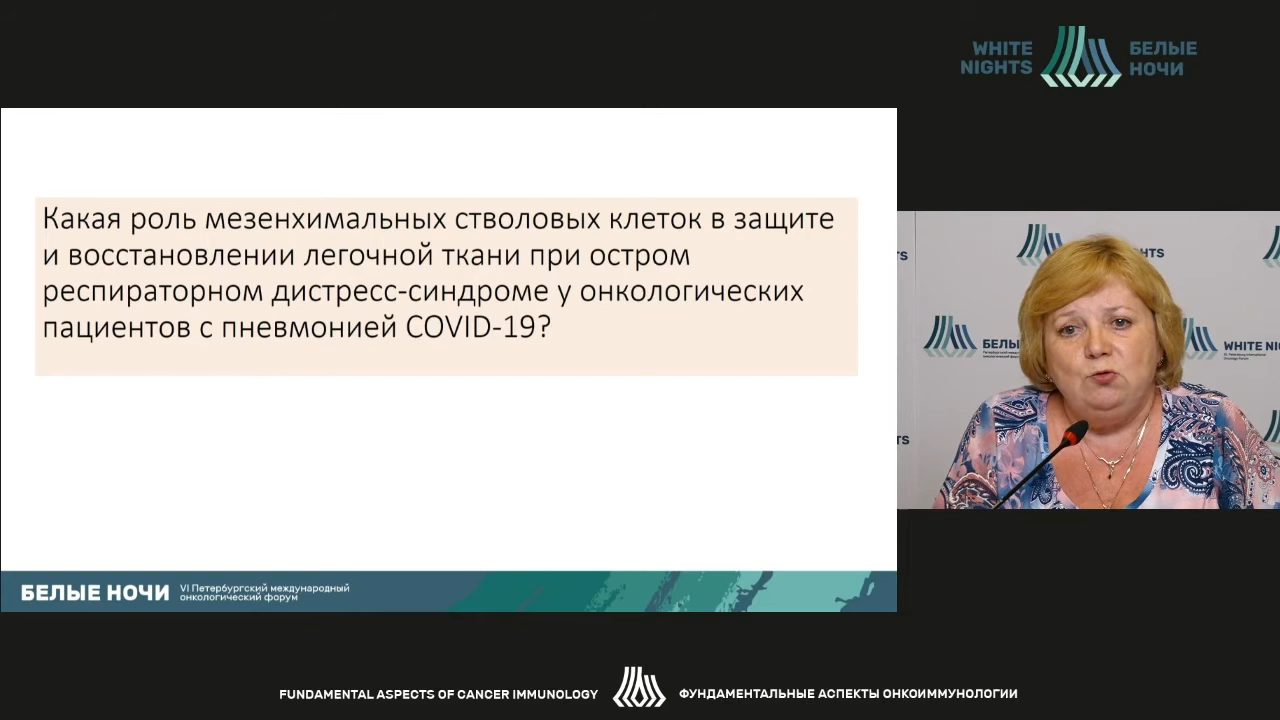 WHITE
NIGHTS
БЕЛЫЕ
НОЧИ
Какая роль мезенхимальных стволовых клеток в защите
и восстановлении легочной ткани при остром
респираторном дистресс-синдроме у онкологических
пациентов с пневмонией COVID-19?
БЕЛЫЕ НОЧИ
VI Петербургский международный
онкологический форум
FUNDAMENTAL ASPECTS OF CANCER IMMUNOLOGY
ФУНДАМЕНТАЛЬНЫЕ АСПЕКТЫ ОНКОИММУНОЛОГИИ